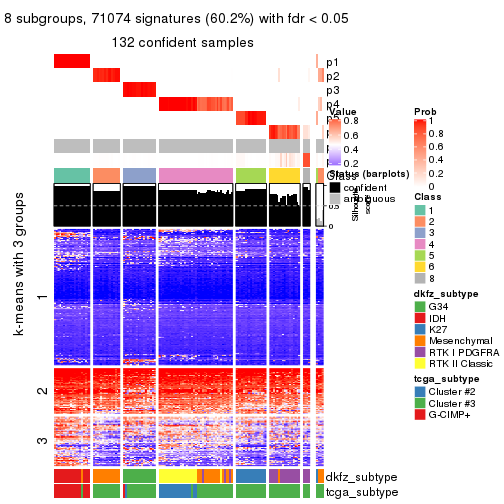 8 subgroups, 71074 signatures (60.2%) with fdr < 0.05
132 confident samples
p1
p2
p3
p4
Value
0.8
0.6
0.4
0.2
Status (barplots)
confident
ambiguous
Class
0.5
0
Silhouette
score
Prob
1
0.8
0.6
0.4
0.2
0
Class
1
2
3
4
5
6
8
dkfz_subtype
G34
IDH
K27
Mesenchymal
RTK I PDGFRA
RTK II Classic
tcga_subtype
Cluster #2
Cluster #3
G-CIMP+
k-means with 3 groups
1
2
3
dkfz_subtype
tcga_subtype